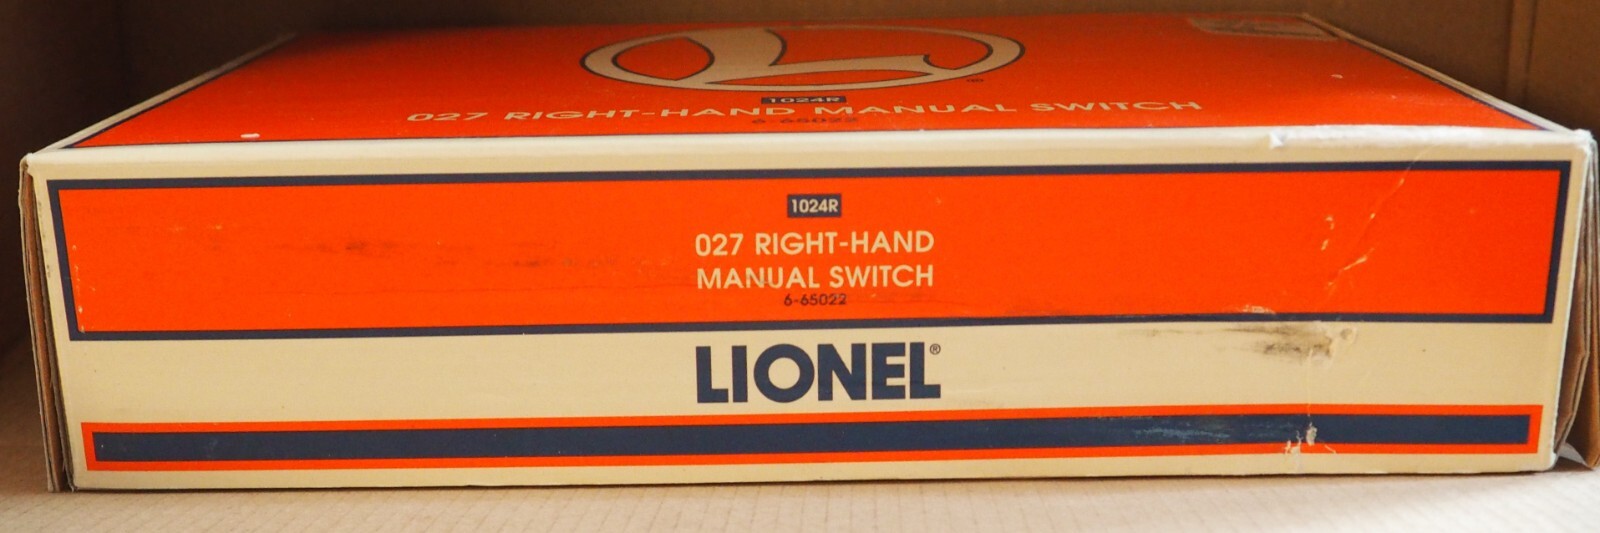 1024R
027 RIGHT-HAND MANUAL SWITCH
6-65022
1024R
027 RIGHT-HAND
MANUAL SWITCH
6-65022
LIONEL®